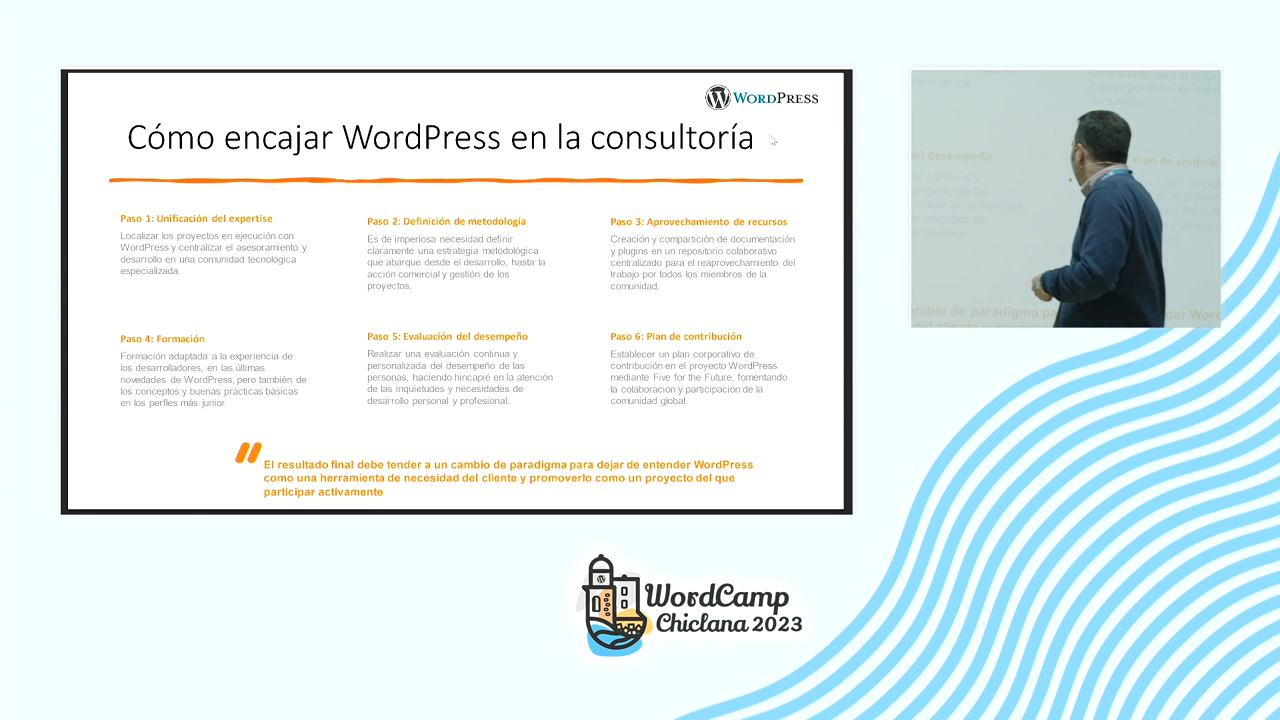 WORDPRESS
Cómo encajar WordPress en la consultoría
Paso 1: Unificación del expertise
Localizar los proyectos en ejecución con
WordPress y centralizar el asesoramiento y
desarrollo en una comunidad tecnológica
especializada.
Paso 2: Definición de metodología
Es de imperiosa necesidad definir
claramente una estrategia metodológica
que abarque desde el desarrollo, hasta la
acción comercial y gestión de los
proyectos.
Paso 3: Aprovechamiento de recursos
Creación y compartición de documentación
y plugins en un repositorio colaborativo
centralizado para el reaprovechamiento del
trabajo por todos los miembros de la
comunidad.
Paso 4: Formación
Formación adaptada a la experiencia de
los desarrolladores, en las últimas
novedades de WordPress, pero también de
los conceptos y buenas prácticas básicas
en los perfiles más junior.
Paso 5: Evaluación del desempeño
Realizar una evaluación continua y
personalizada del desempeño de las
personas, haciendo hincapié en la atención
de las inquietudes y necesidades de
desarrollo personal y profesional.
Paso 6: Plan de contribución
Establecer un plan corporativo de
contribución en el proyecto WordPress
mediante Five for the Future, fomentando
la colaboración y participación de la
comunidad global.
El resultado final debe tender a un cambio de paradigma para dejar de entender WordPress
como una herramienta de necesidad del cliente y promoverlo como un proyecto del que
participar activamente
WordCamp
Chiclana 2023